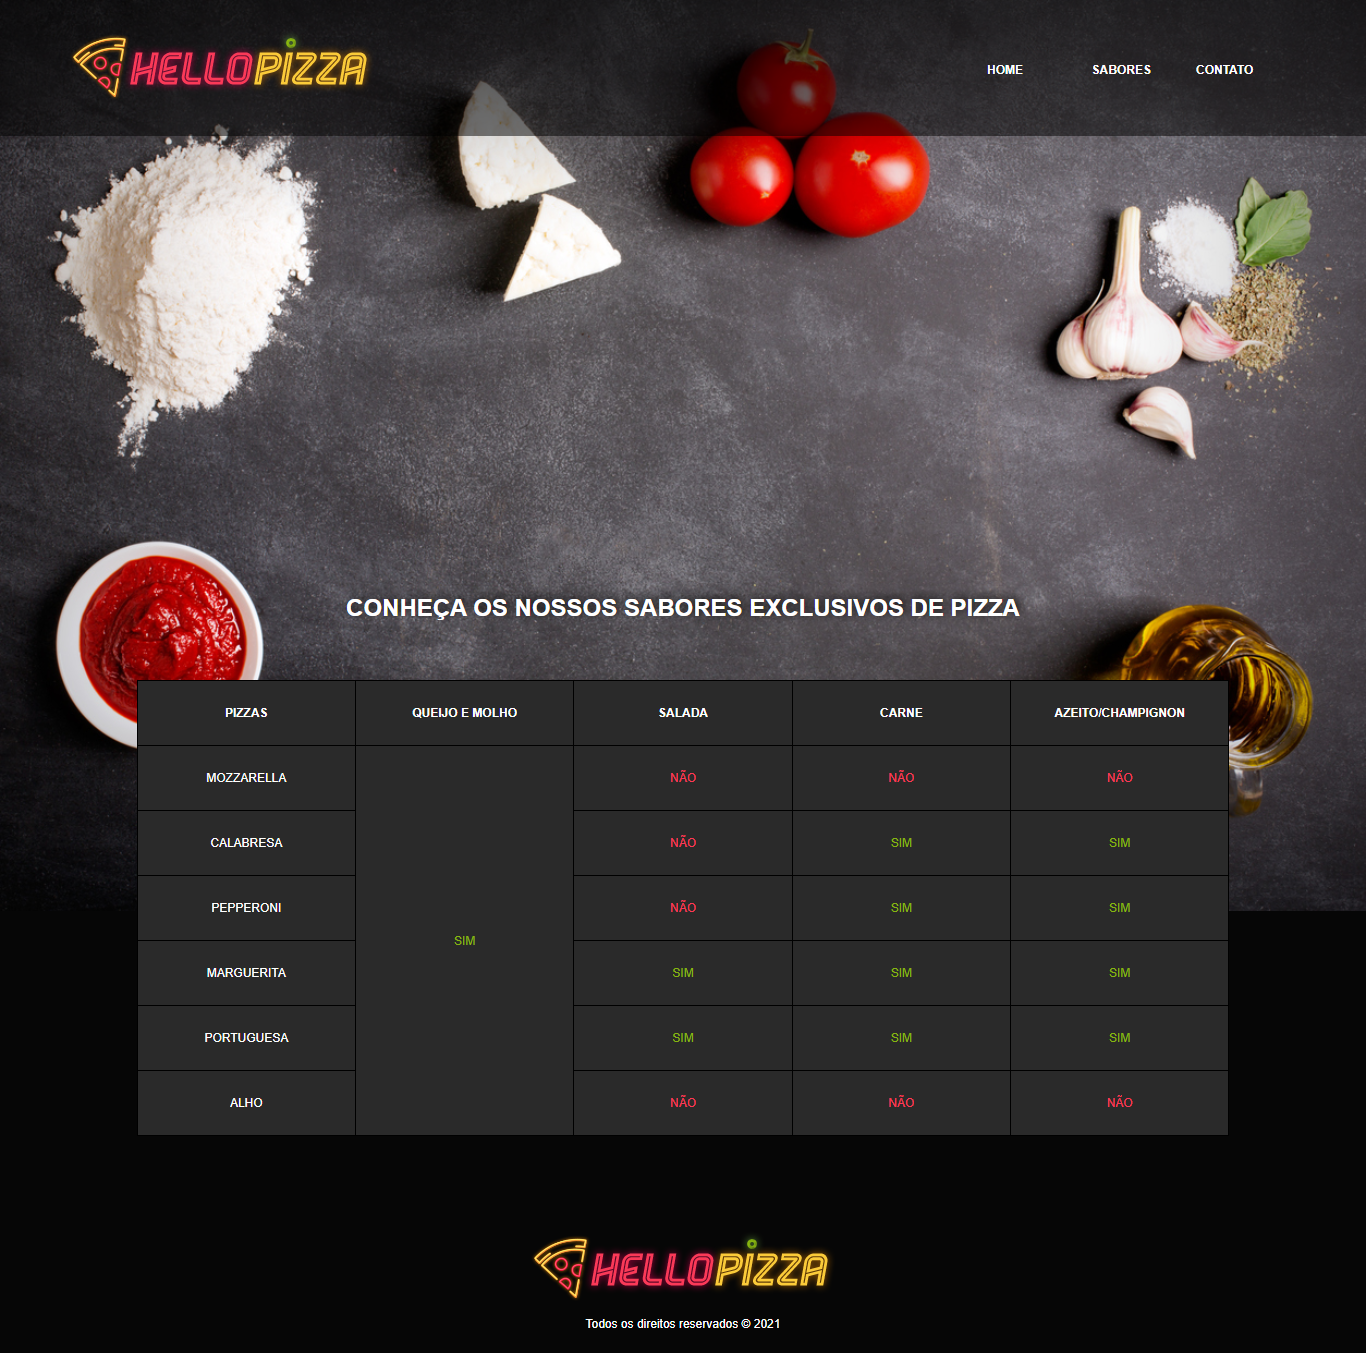 HELLOPIZZA
HOME SABORES CONTATO
CONHEÇA OS NOSSOS SABORES EXCLUSIVOS DE PIZZA
PIZZAS QUEIJO E MOLHO SALADA CARNE AZEITO/CHAMPIGNON
MOZZARELLA NÃO NÃO NÃO
CALABRESA NÃO SIM SIM
PEPPERONI NÃO SIM SIM
SIM
MARGUERITA SIM SIM SIM
PORTUGUESA SIM SIM SIM
ALHO NÃO NÃO NÃO
HELLOPIZZA
Todos os direitos reservados © 2021